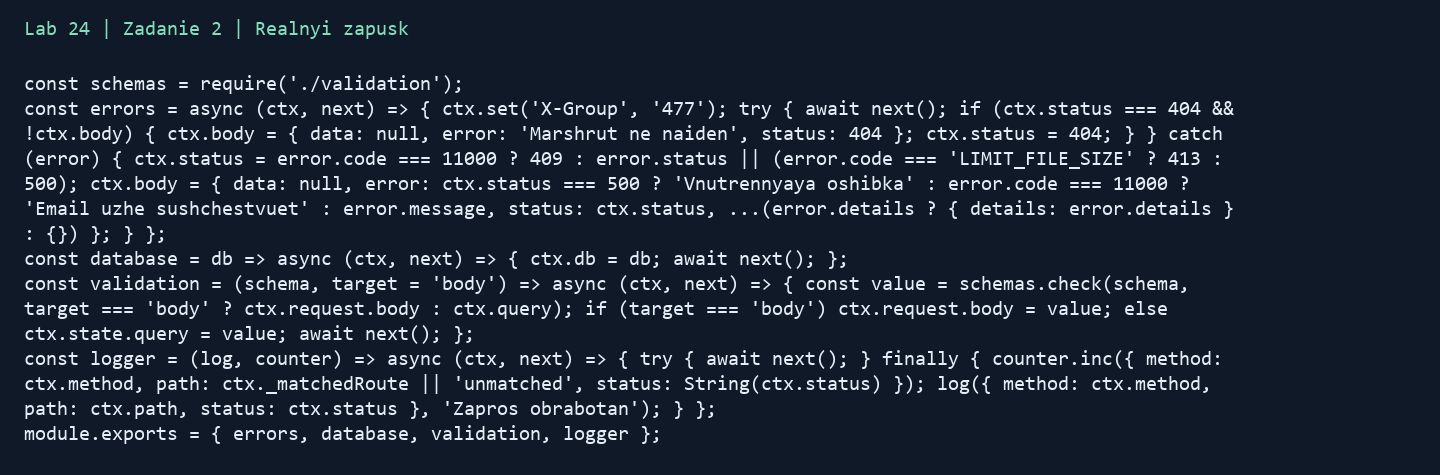 Lab 24 | Zadanie 2 | Realnyi zapusk
const schemas = require('./validation');
const errors = async (ctx, next) => { ctx.set('X-Group', '477'); try { await next(); if (ctx.status === 404 &&
!ctx.body) { ctx.body = { data: null, error: 'Marshrut ne naiden', status: 404 }; ctx.status = 404; } } catch
(error) { ctx.status = error.code === 11000 ? 409 : error.status || (error.code === 'LIMIT_FILE_SIZE' ? 413 :
500); ctx.body = { data: null, error: ctx.status === 500 ? 'Vnutrennyaya oshibka' : error.code === 11000 ?
'Email uzhe sushchestvuet' : error.message, status: ctx.status, ...(error.details ? { details: error.details }
: {}) }; } };
const database = db => async (ctx, next) => { ctx.db = db; await next(); };
const validation = (schema, target = 'body') => async (ctx, next) => { const value = schemas.check(schema,
target === 'body' ? ctx.request.body : ctx.query); if (target === 'body') ctx.request.body = value; else
ctx.state.query = value; await next(); };
const logger = (log, counter) => async (ctx, next) => { try { await next(); } finally { counter.inc({ method:
ctx.method, path: ctx._matchedRoute || 'unmatched', status: String(ctx.status) }); log({ method: ctx.method,
path: ctx.path, status: ctx.status }, 'Zapros obrabotan'); } };
module.exports = { errors, database, validation, logger };